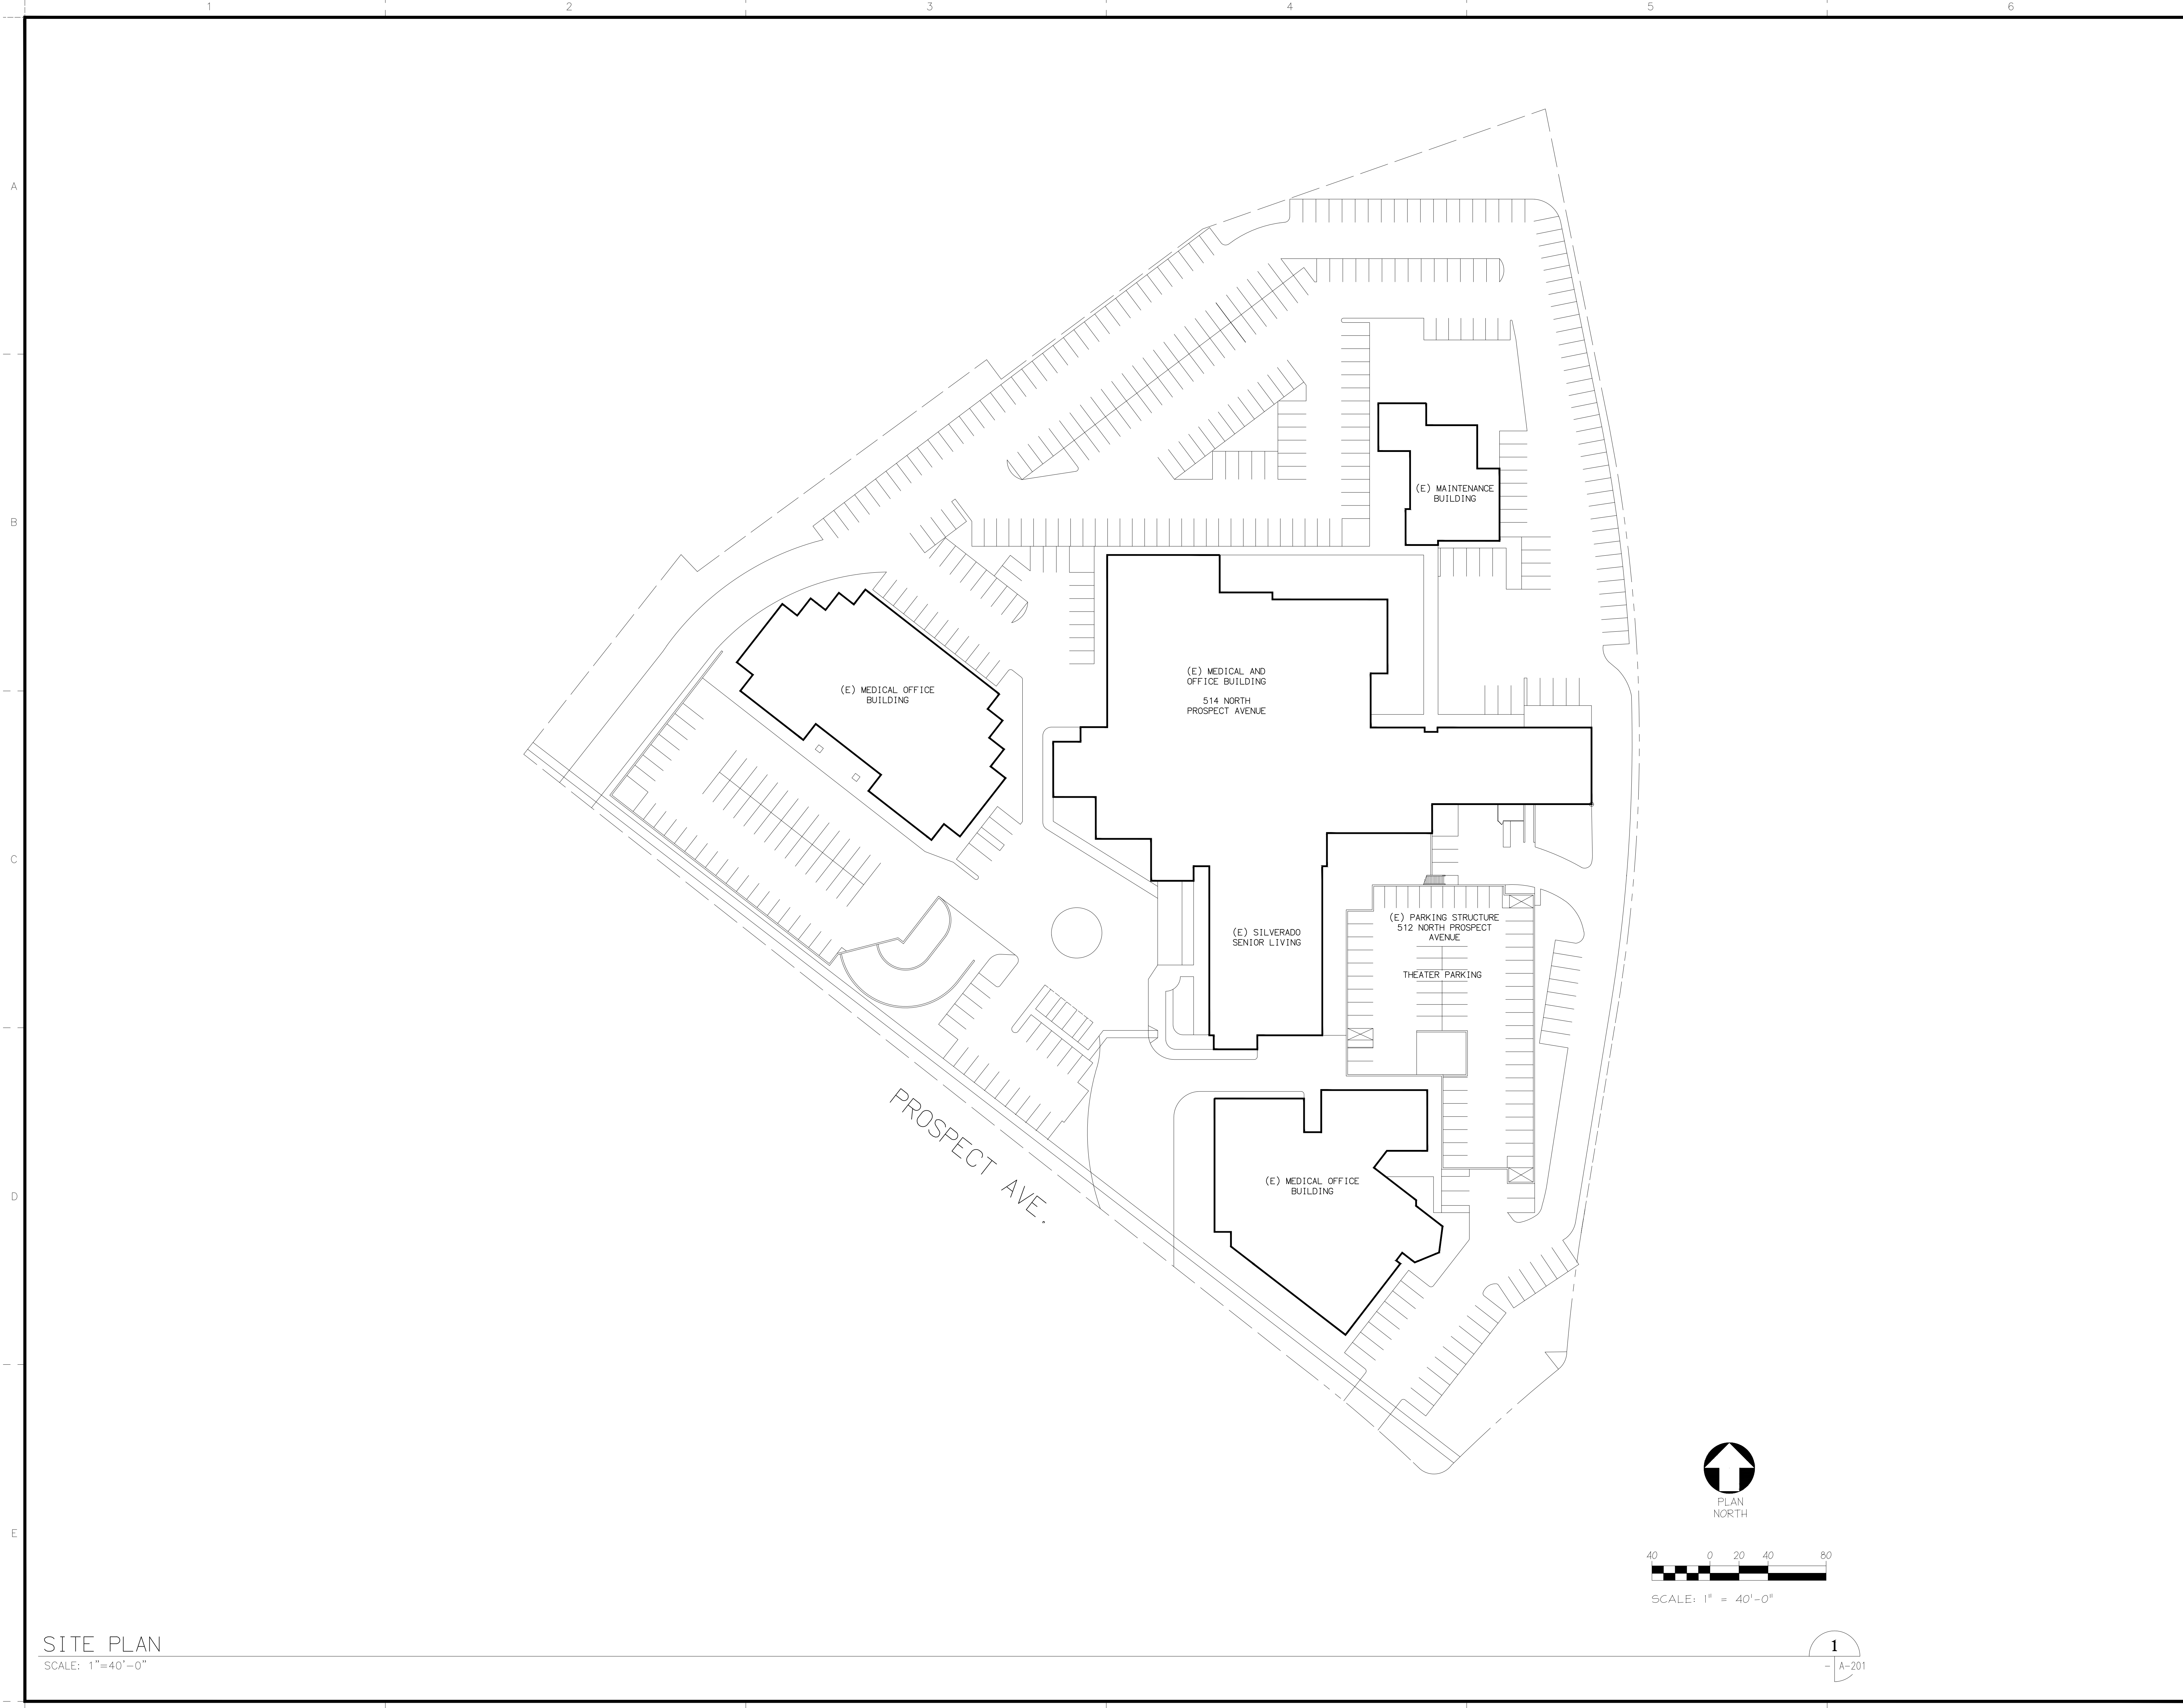 1 2 3 4 5 6
A
B
C
D
E
(E) MAINTENANCE
BUILDING
(E) MEDICAL AND
OFFICE BUILDING
514 NORTH
PROSPECT AVENUE
(E) MEDICAL OFFICE
BUILDING
(E) SILVERADO
SENIOR LIVING
(E) PARKING STRUCTURE
512 NORTH PROSPECT
AVENUE
THEATER PARKING
PROSPECT AVE.
(E) MEDICAL OFFICE
BUILDING
PLAN
NORTH
40 0 20 40 80
SCALE: 1" = 40'-0"
SITE PLAN
SCALE: 1"=40'-0"
1
- A-201